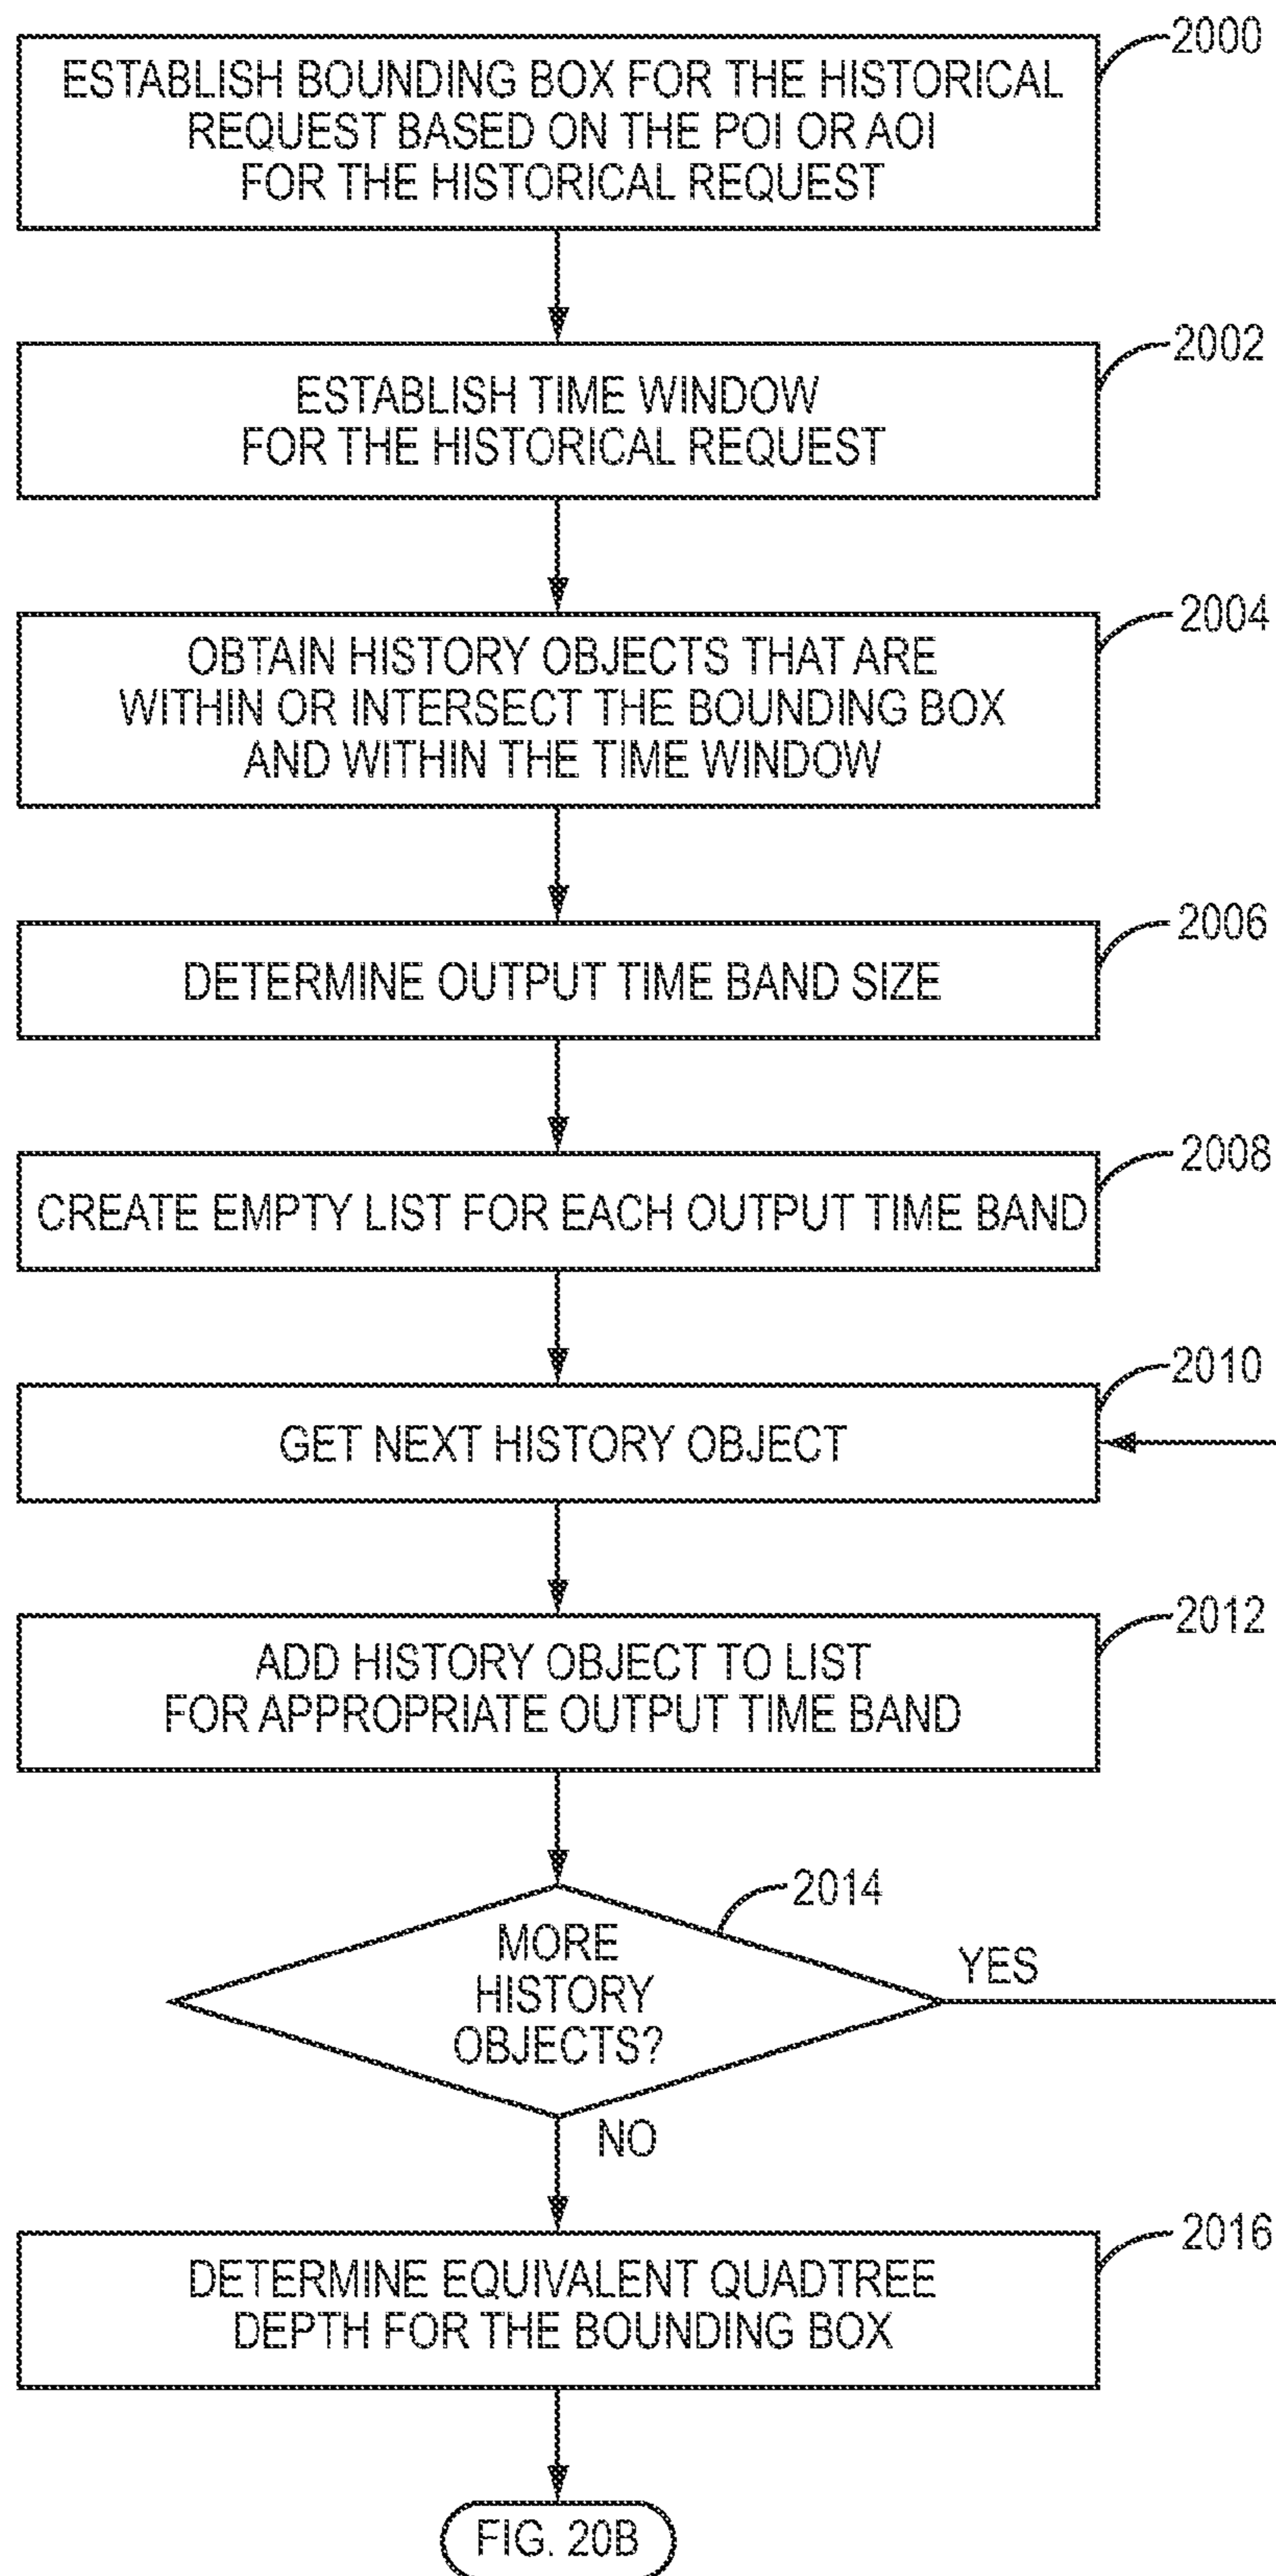 2000
ESTABLISH BOUNDING BOX FOR THE HISTORICAL
REQUEST BASED ON THE POI OR AOI
FOR THE HISTORICAL REQUEST
2002
ESTABLISH TIME WINDOW
FOR THE HISTORICAL REQUEST
2004
OBTAIN HISTORY OBJECTS THAT ARE
WITHIN OR INTERSECT THE BOUNDING BOX
AND WITHIN THE TIME WINDOW
2006
DETERMINE OUTPUT TIME BAND SIZE
2008
CREATE EMPTY LIST FOR EACH OUTPUT TIME BAND
2010
GET NEXT HISTORY OBJECT
2012
ADD HISTORY OBJECT TO LIST
FOR APPROPRIATE OUTPUT TIME BAND
2014
MORE
HISTORY
OBJECTS?
YES
NO
2016
DETERMINE EQUIVALENT QUADTREE
DEPTH FOR THE BOUNDING BOX
FIG. 20B